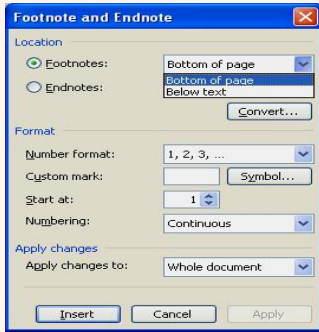 Footnote and Endnote
Location
Footnotes: Bottom of page
Bottom of page
Endnotes:
Below text
Convert...
Format
Number format: 1, 2, 3, ...
Custom mark: Symbol...
Start at: 1
Numbering: Continuous
Apply changes
Apply changes to: Whole document
Insert Cancel Apply